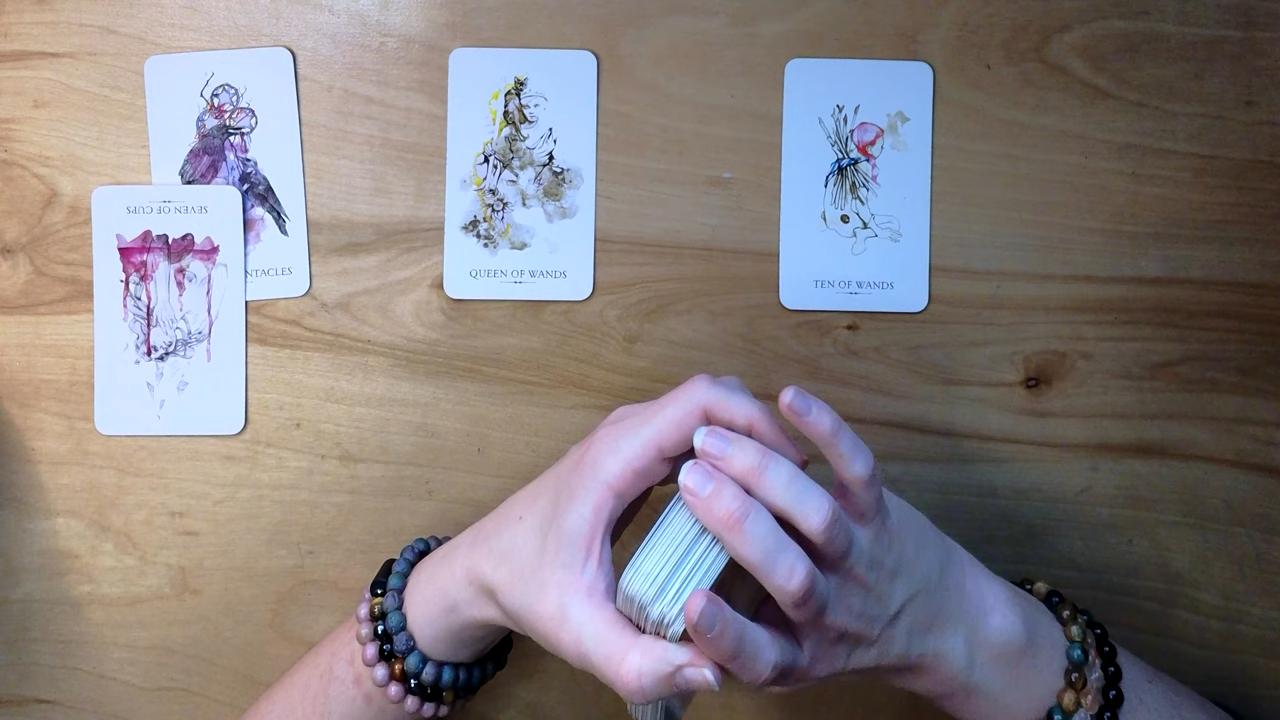 SEVEN OF CUPS
NTACLES
QUEEN OF WANDS
TEN OF WANDS